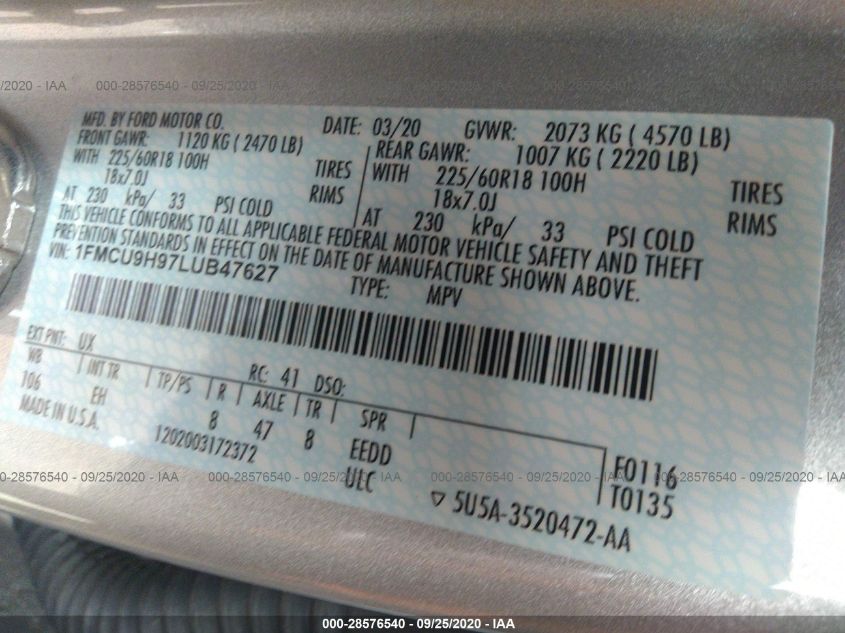 5/2020 - IAA 000-28576540 - 09/25/2020 - IAA 000-28576540 - 09/25/2020 - IAA
MFD. BY FORD MOTOR CO. DATE: 03/20 GVWR: 2073 KG ( 4570 LB)
FRONT GAWR: 1120 KG ( 2470 LB) REAR GAWR: 1007 KG ( 2220 LB)
WITH 225/60R18 100H TIRES WITH 225/60R18 100H TIRES
18x7.0J RIMS 18x7.0J RIMS
AT 230 kPa/ 33 PSI COLD AT 230 kPa/ 33 PSI COLD
THIS VEHICLE CONFORMS TO ALL APPLICABLE FEDERAL MOTOR VEHICLE SAFETY AND THEFT
PREVENTION STANDARDS IN EFFECT ON THE DATE OF MANUFACTURE SHOWN ABOVE.
VIN: 1FMCU9H97LUB47627 TYPE: MPV
EXT PNT: UX RC: 41 DSO:
WB INT TR TP/PS R AXLE TR SPR
106 EH 8 47 8 EEDD
MADE IN U.S.A. 1202003172372 ULC
F0116
T0135
5U5A-3520472-AA
000-28576540 - 09/25/2020 - IAA 000-28576540 - 09/25/2020 - IAA 000-28576540 - 09/25/2020 - IAA
000-28576540 - 09/25/2020 - IAA